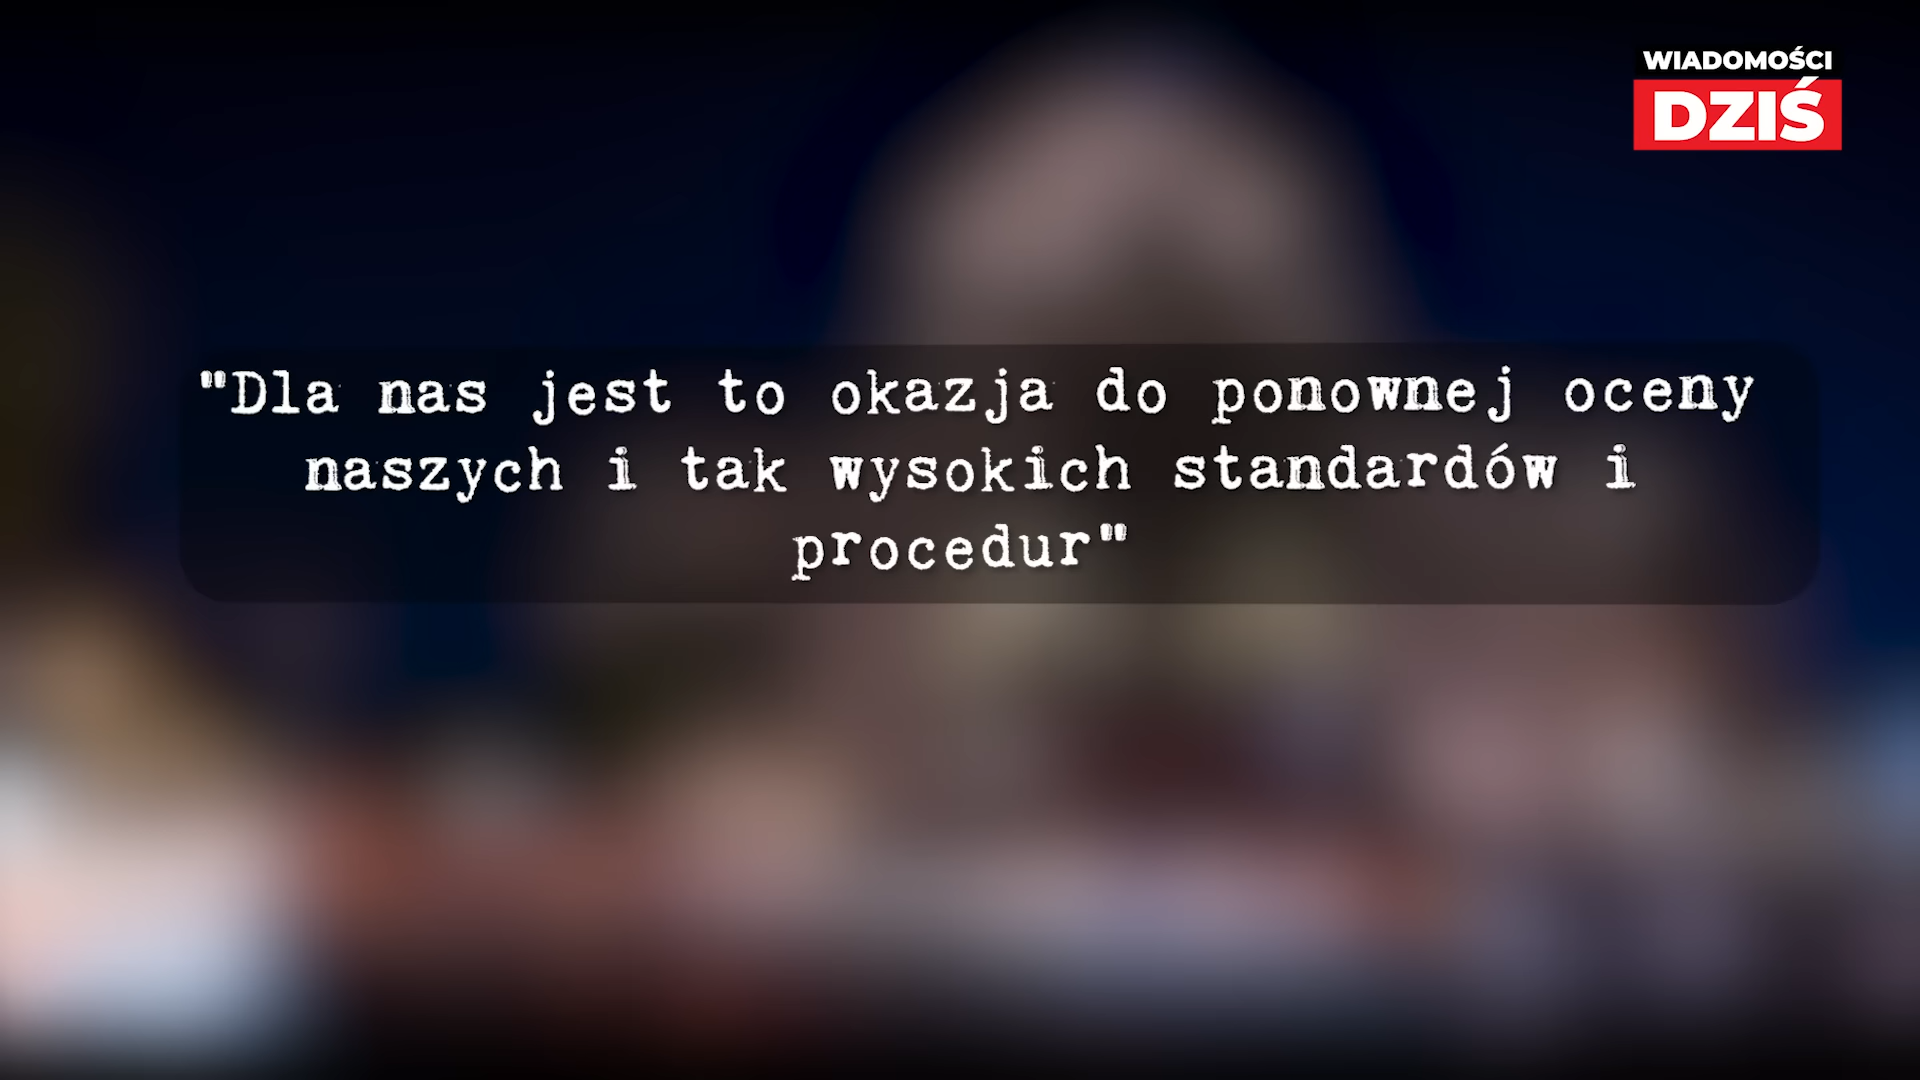 WIADOMOŚCI
DZIŚ
"Dla nas jest to okazja do ponownej oceny
naszych i tak wysokich standardów i
procedur"